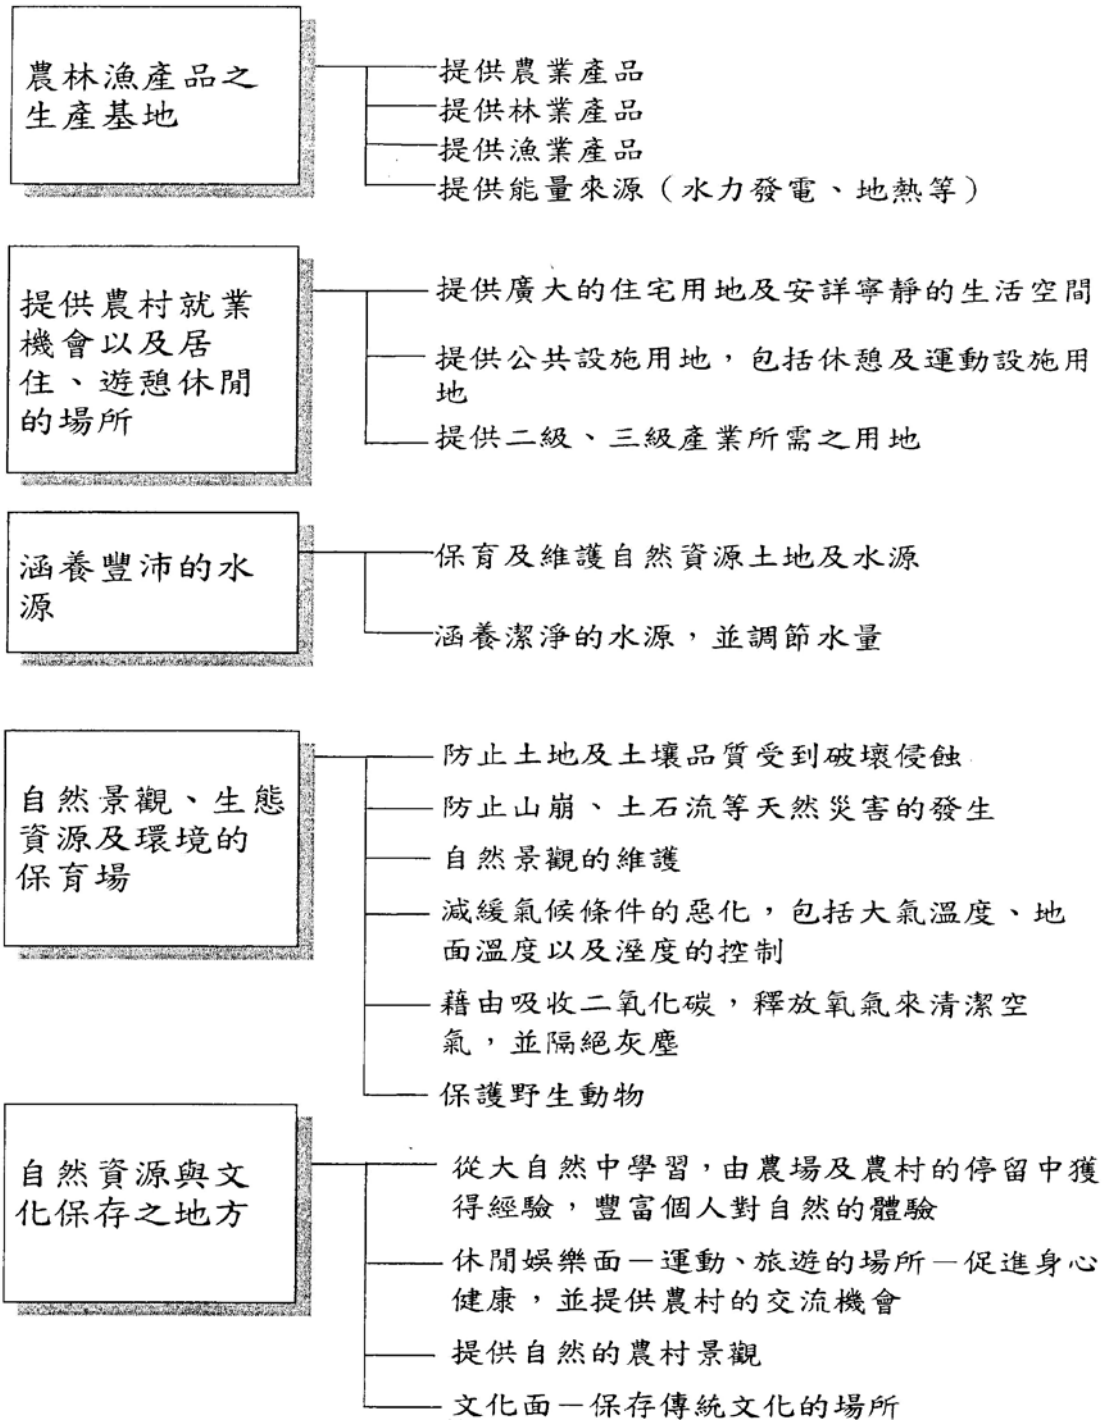 農林漁產品之
生產基地
提供農業產品
提供林業產品
提供漁業產品
提供能量來源（水力發電、地熱等）
提供農村就業
機會以及居
住、遊憩休閒
的場所
提供廣大的住宅用地及安詳寧靜的生活空間
提供公共設施用地，包括休憩及運動設施用
地
提供二級、三級產業所需之用地
涵養豐沛的水
源
保育及維護自然資源土地及水源
涵養潔淨的水源，並調節水量
自然景觀、生態
資源及環境的
保育場
防止土地及土壤品質受到破壞侵蝕
防止山崩、土石流等天然災害的發生
自然景觀的維護
減緩氣候條件的惡化，包括大氣溫度、地
面溫度以及溼度的控制
藉由吸收二氧化碳，釋放氧氣來清潔空
氣，並隔絕灰塵
保護野生動物
自然資源與文
化保存之地方
從大自然中學習，由農場及農村的停留中獲
得經驗，豐富個人對自然的體驗
休閒娛樂面－運動、旅遊的場所－促進身心
健康，並提供農村的交流機會
提供自然的農村景觀
文化面－保存傳統文化的場所